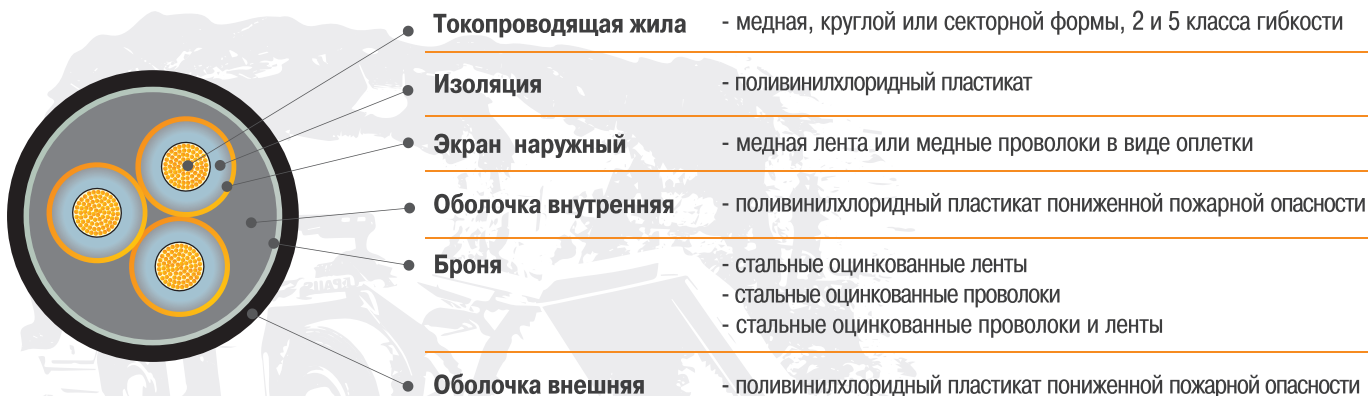 Токопроводящая жила - медная, круглой или секторной формы, 2 и 5 класса гибкости
Изоляция - поливинилхлоридный пластикат
Экран наружный - медная лента или медные проволоки в виде оплетки
Оболочка внутренняя - поливинилхлоридный пластикат пониженной пожарной опасности
Броня - стальные оцинкованные ленты
- стальные оцинкованные проволоки
- стальные оцинкованные проволоки и ленты
Оболочка внешняя - поливинилхлоридный пластикат пониженной пожарной опасности